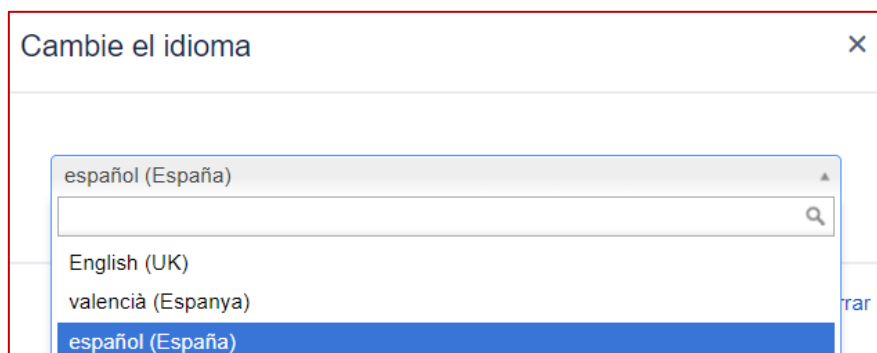 Cambie el idioma
español (España)
English (UK)
valencià (Espanya)
rrar
español (España)